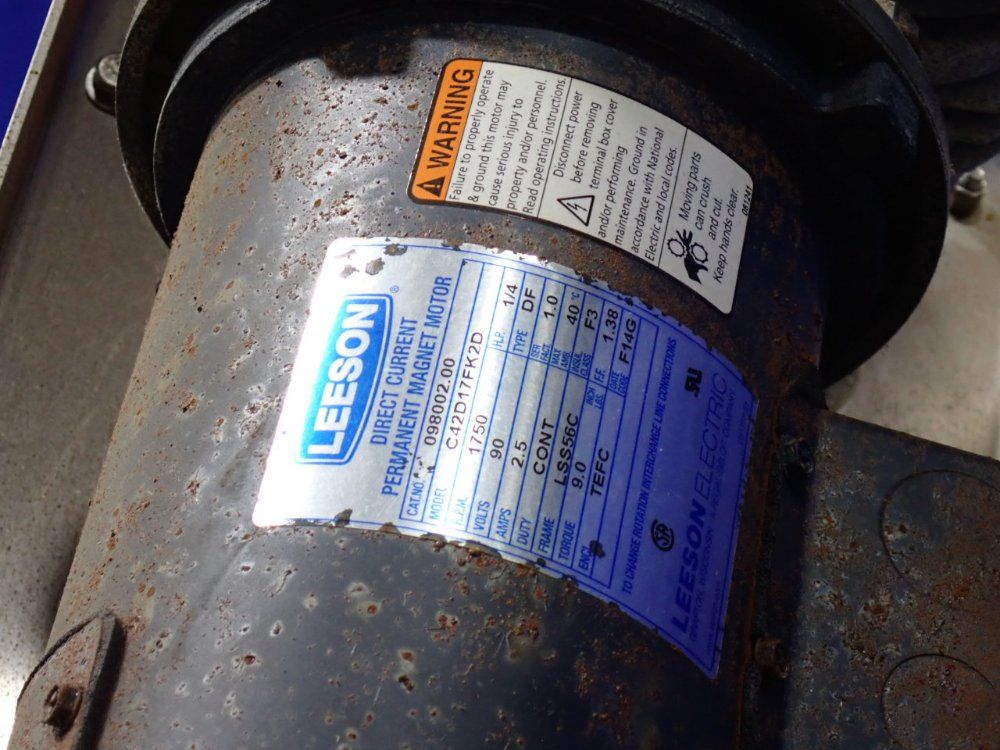 WARNING
Failure to properly operate
& ground this motor may
cause serious injury to
property and/or personnel.
Read operating instructions.
Disconnect power
before removing
terminal box cover
and/or performing
maintenance. Ground in
accordance with National
Electric and local codes.
Moving parts
can crush
and cut.
Keep hands clear.
081241
LEESON ®
DIRECT CURRENT
PERMANENT MAGNET MOTOR
CAT.NO. 098002.00
MODEL C42D17FK2D
R.P.M. 1750 H.P. 1/4
VOLTS 90 TYPE DF
AMPS 2.5 SER FACT. 1.0
DUTY CONT MAX AMB 40°C
FRAME LSS56C INSUL CLASS F3
TORQUE 9.0 INCH LBS. F.F. 1.38
ENCL TEFC DATE CODE F14G
TO CHANGE ROTATION INTERCHANGE LINE CONNECTIONS
LEESON ELECTRIC